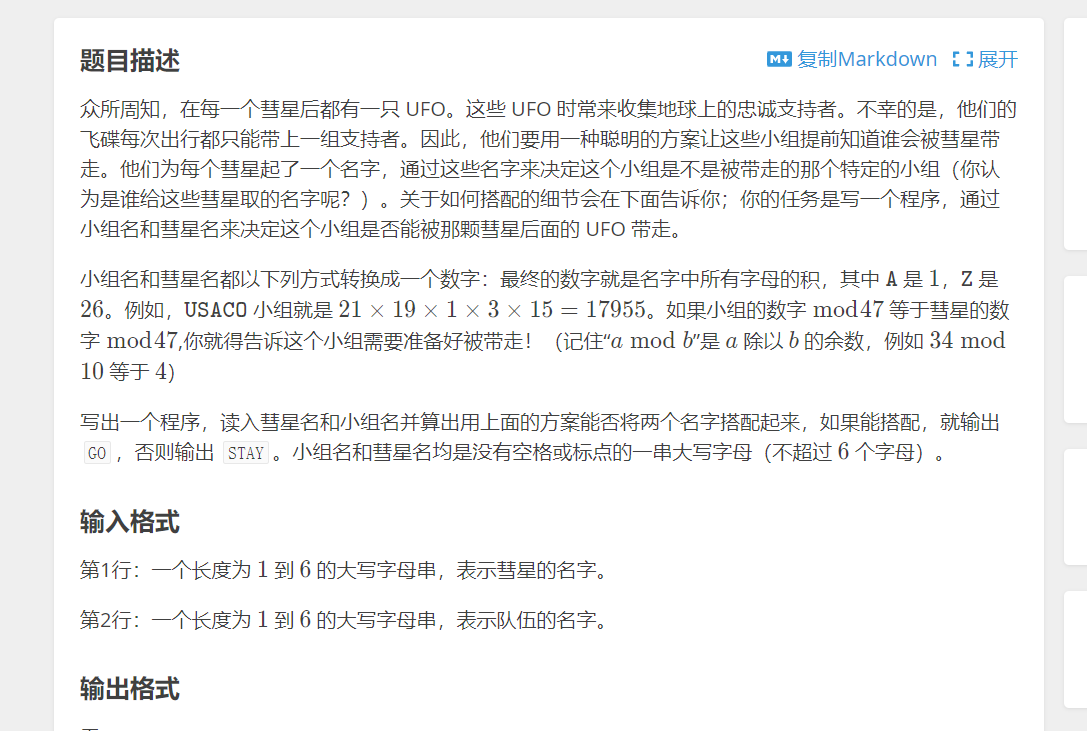 题目描述
M↓ 复制Markdown 展开
众所周知，在每一个彗星后都有一只 UFO。这些 UFO 时常来收集地球上的忠诚支持者。不幸的是，他们的
飞碟每次出行都只能带上一组支持者。因此，他们要用一种聪明的方案让这些小组提前知道谁会被彗星带
走。他们为每个彗星起了一个名字，通过这些名字来决定这个小组是不是被带走的那个特定的小组（你认
为是谁给这些彗星取的名字呢？）。关于如何搭配的细节会在下面告诉你；你的任务是写一个程序，通过
小组名和彗星名来决定这个小组是否能被那颗彗星后面的 UFO 带走。
小组名和彗星名都以下列方式转换成一个数字：最终的数字就是名字中所有字母的积，其中 A 是 1，Z 是
26。例如，USACO 小组就是 21 × 19 × 1 × 3 × 15 = 17955。如果小组的数字 mod47 等于彗星的数
字 mod47,你就得告诉这个小组需要准备好被带走！（记住“a mod b”是 a 除以 b 的余数，例如 34 mod
10 等于 4）
写出一个程序，读入彗星名和小组名并算出用上面的方案能否将两个名字搭配起来，如果能搭配，就输出
GO ，否则输出 STAY 。小组名和彗星名均是没有空格或标点的一串大写字母（不超过 6 个字母）。
输入格式
第1行：一个长度为 1 到 6 的大写字母串，表示彗星的名字。
第2行：一个长度为 1 到 6 的大写字母串，表示队伍的名字。
输出格式